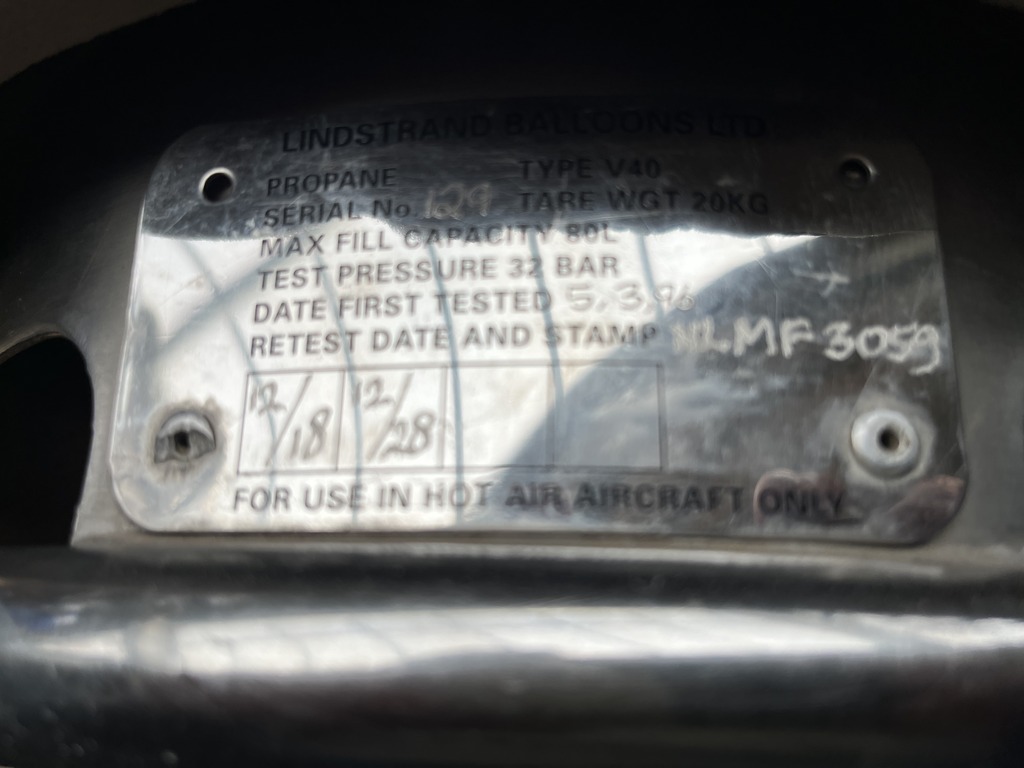 LINDSTRAND BALLOONS LTD
PROPANE TYPE V40
SERIAL No. 129 TARE WGT 20KG
MAX FILL CAPACITY 80L
TEST PRESSURE 32 BAR
DATE FIRST TESTED 5.3.96
RETEST DATE AND STAMP NLMF3059
12/18 12/28
FOR USE IN HOT AIR AIRCRAFT ONLY